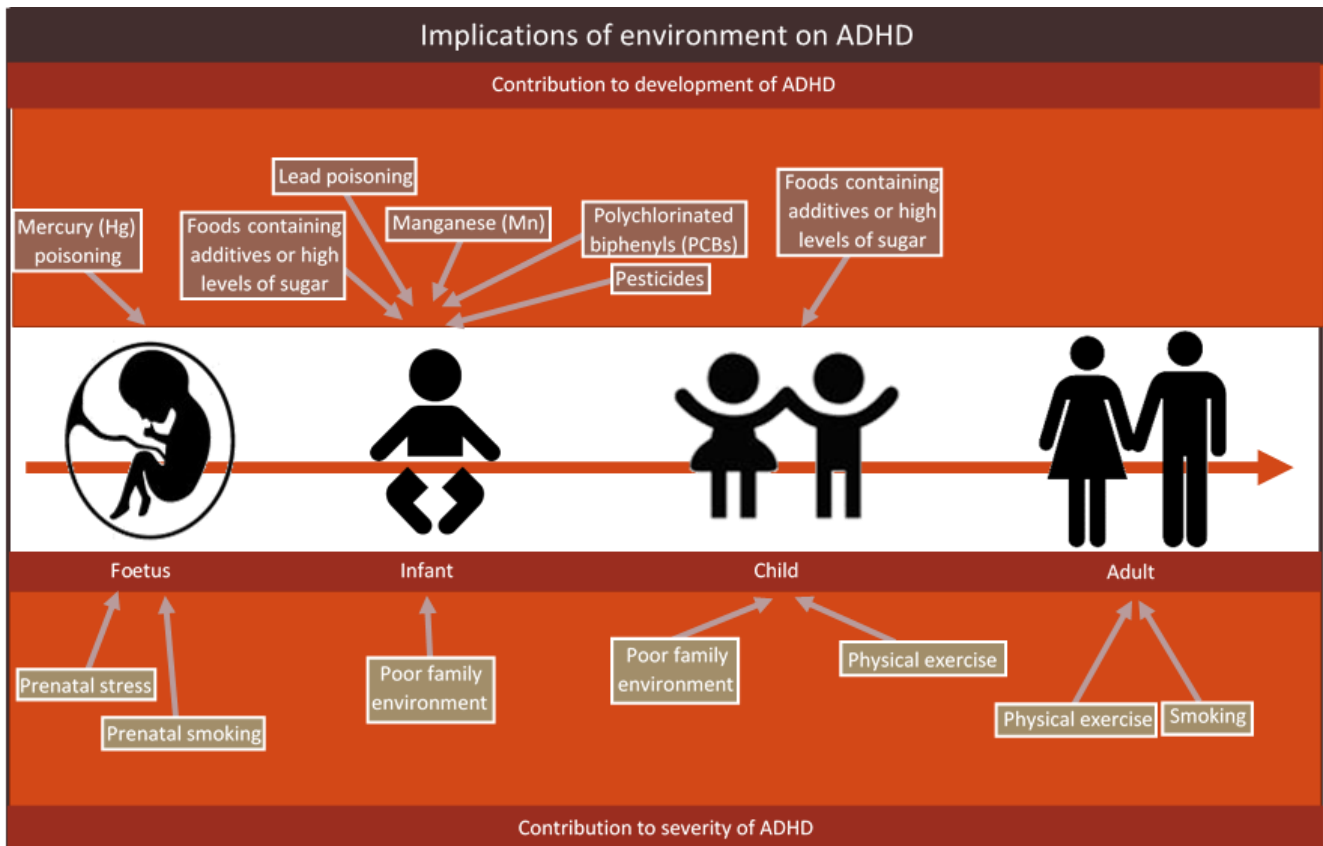 Implications of environment on ADHD
Contribution to development of ADHD
Mercury (Hg)
poisoning
Foods containing
additives or high
levels of sugar
Lead poisoning
Manganese (Mn)
Polychlorinated
biphenyls (PCBs)
Pesticides
Foods containing
additives or high
levels of sugar
Foetus
Infant
Child
Adult
Prenatal stress
Prenatal smoking
Poor family
environment
Poor family
environment
Physical exercise
Physical exercise
Smoking
Contribution to severity of ADHD